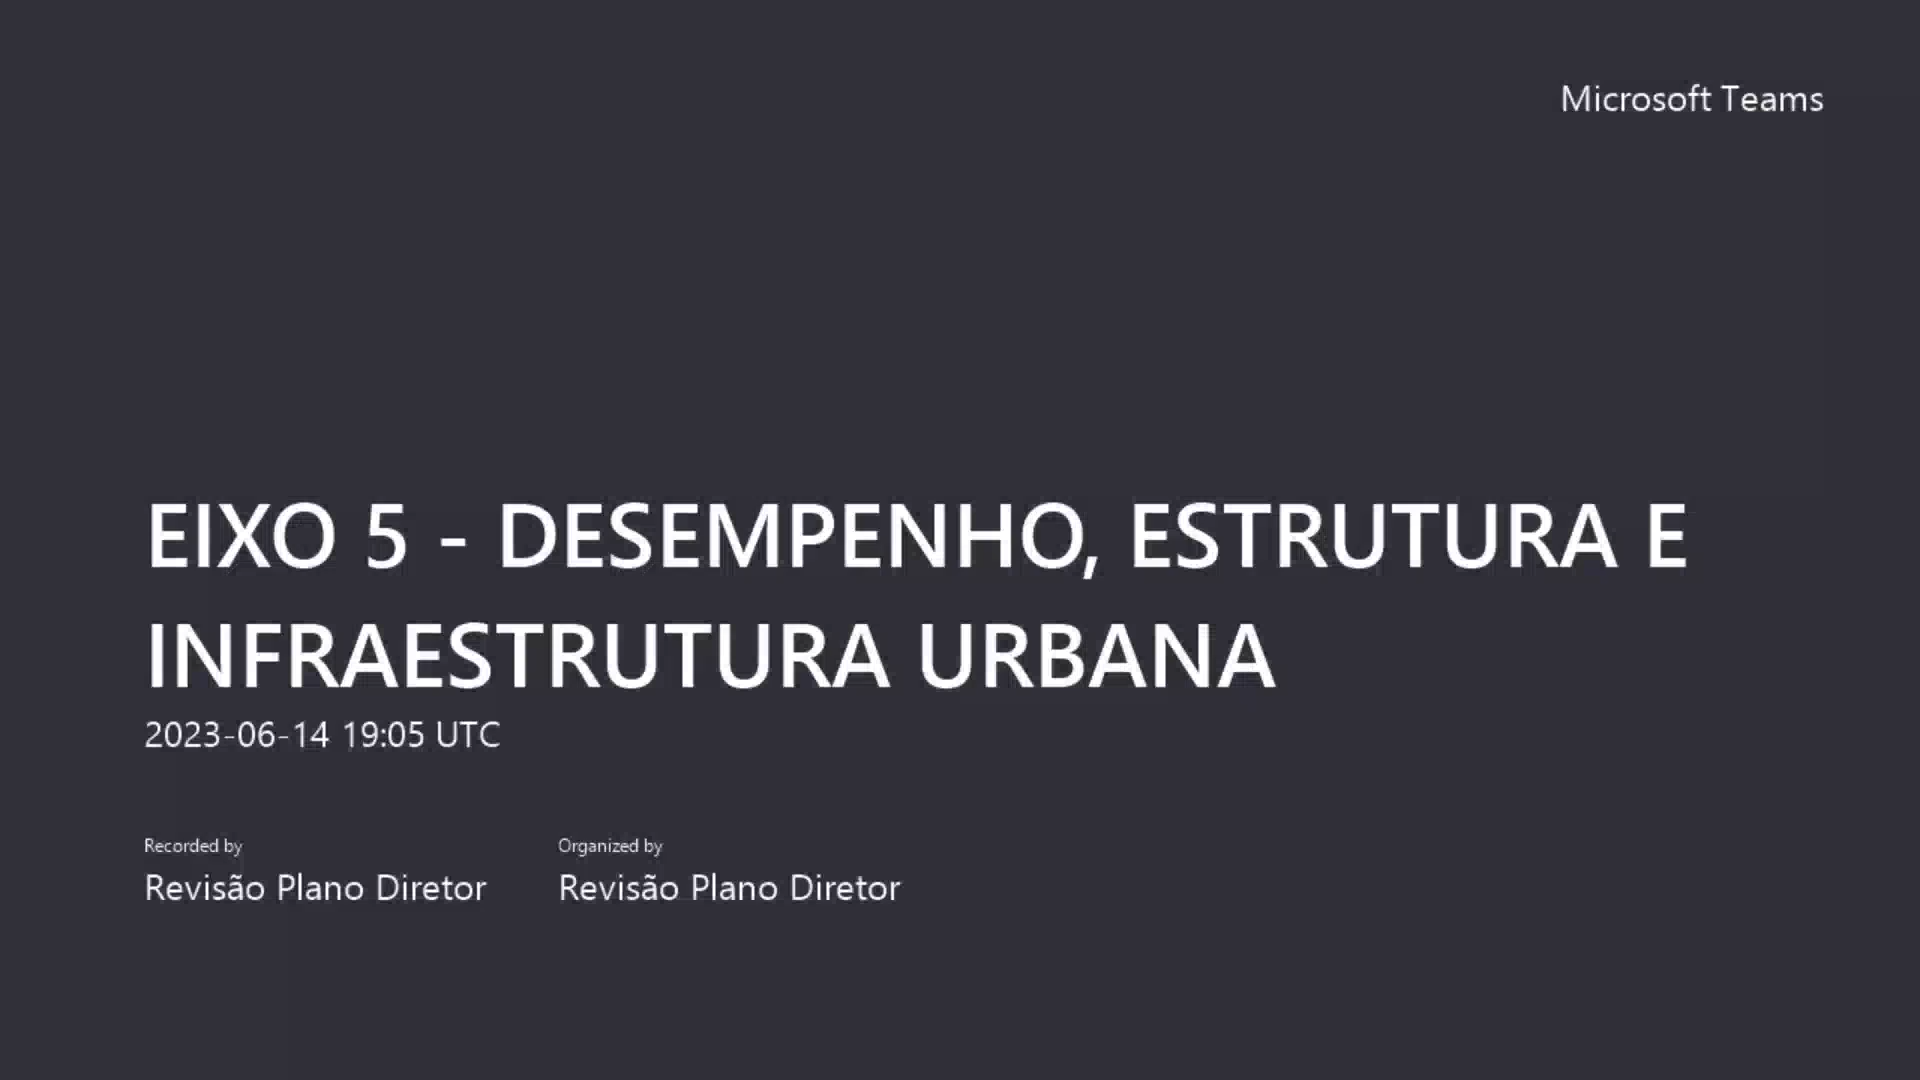 Microsoft Teams
EIXO 5 - DESEMPENHO, ESTRUTURA E
INFRAESTRUTURA URBANA
2023-06-14 19:05 UTC
Recorded by
Revisão Plano Diretor
Organized by
Revisão Plano Diretor